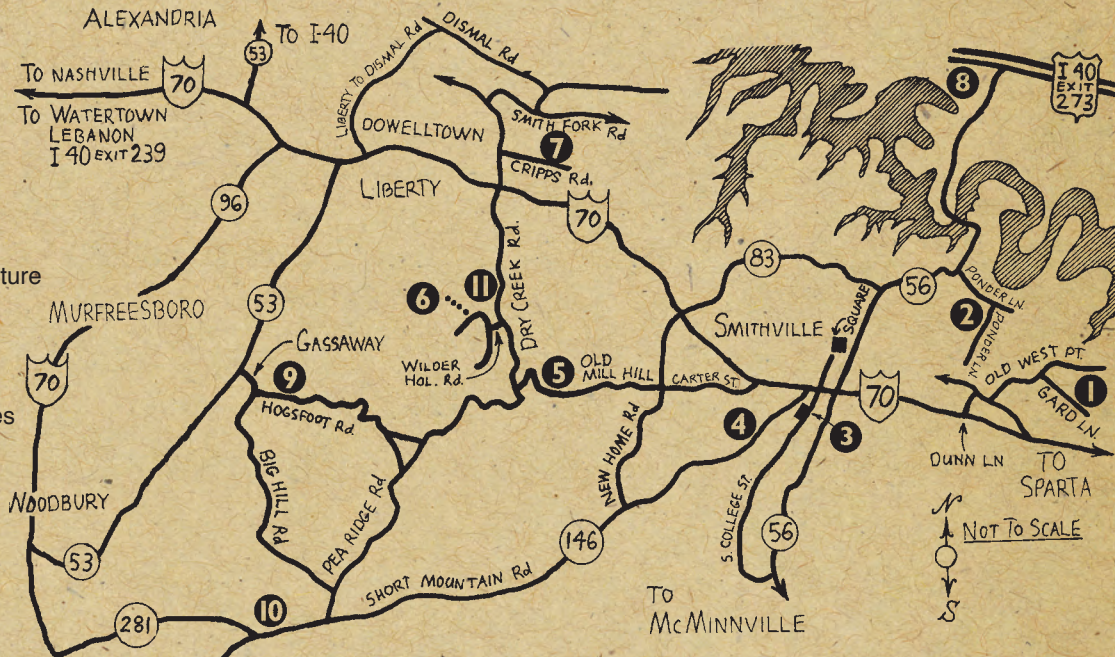 ALEXANDRIA
TO I-40
53
DISMAL Rd
DISMAL Rd
LIBERTY TO
TO NASHVILLE
70
TO WATERTOWN
LEBANON
I 40 EXIT 239
DOWELLTOWN
SMITH FORK Rd
7
CRIPPS Rd.
LIBERTY
70
8
I 40
EXIT
273
96
83
56
PONDER LN.
PONDER LN.
2
ture
MURFREESBORO
53
6
11
DRY CREEK Rd.
WILDER
HOL. Rd.
SMITHVILLE
SQUARE
70
GASSAWAY
9
HOGSFOOT Rd.
5
OLD
MILL HILL
CARTER ST.
OLD WEST PT.
1
GARD LN.
70
es
4
3
DUNN LN
TO
SPARTA
BIG HILL Rd
PEA RIDGE Rd
NEW HOME Rd
S. COLLEGE ST.
56
NOODBURY
53
146
SHORT MOUNTAIN Rd
N
NOT TO SCALE
S
10
281
TO
McMINNVILLE